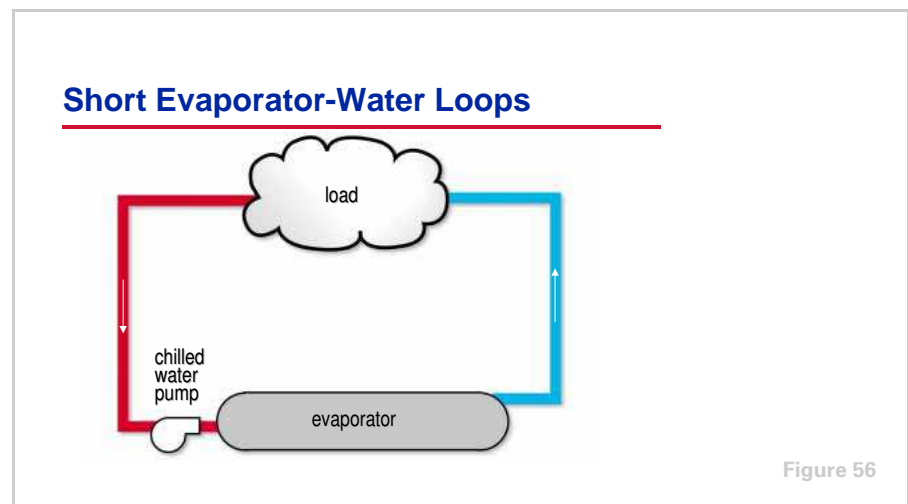 Short Evaporator-Water Loops
load
chilled
water
pump
evaporator
Figure 56